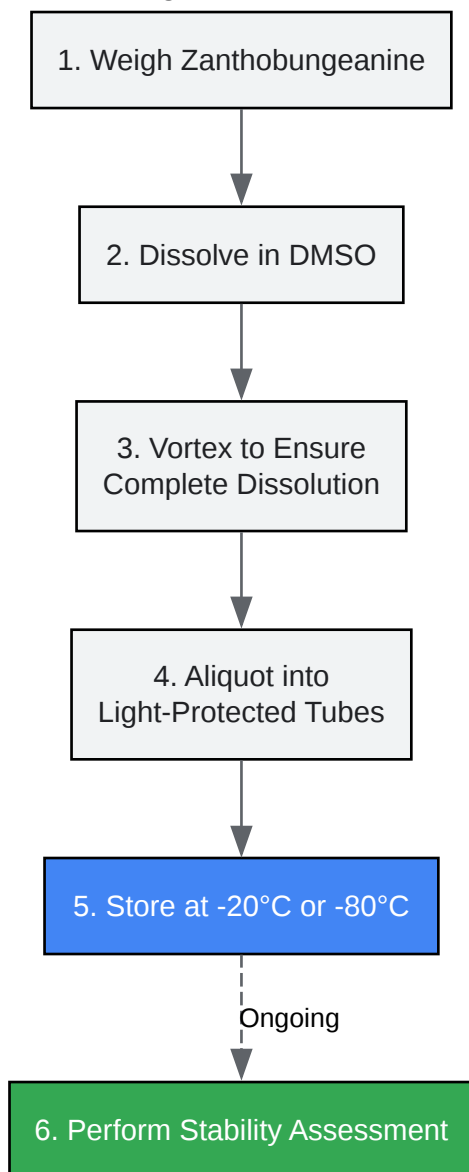 1. Weigh Zanthobungeanine
2. Dissolve in DMSO
3. Vortex to Ensure
Complete Dissolution
4. Aliquot into
Light-Protected Tubes
5. Store at -20°C or -80°C
Ongoing
6. Perform Stability Assessment